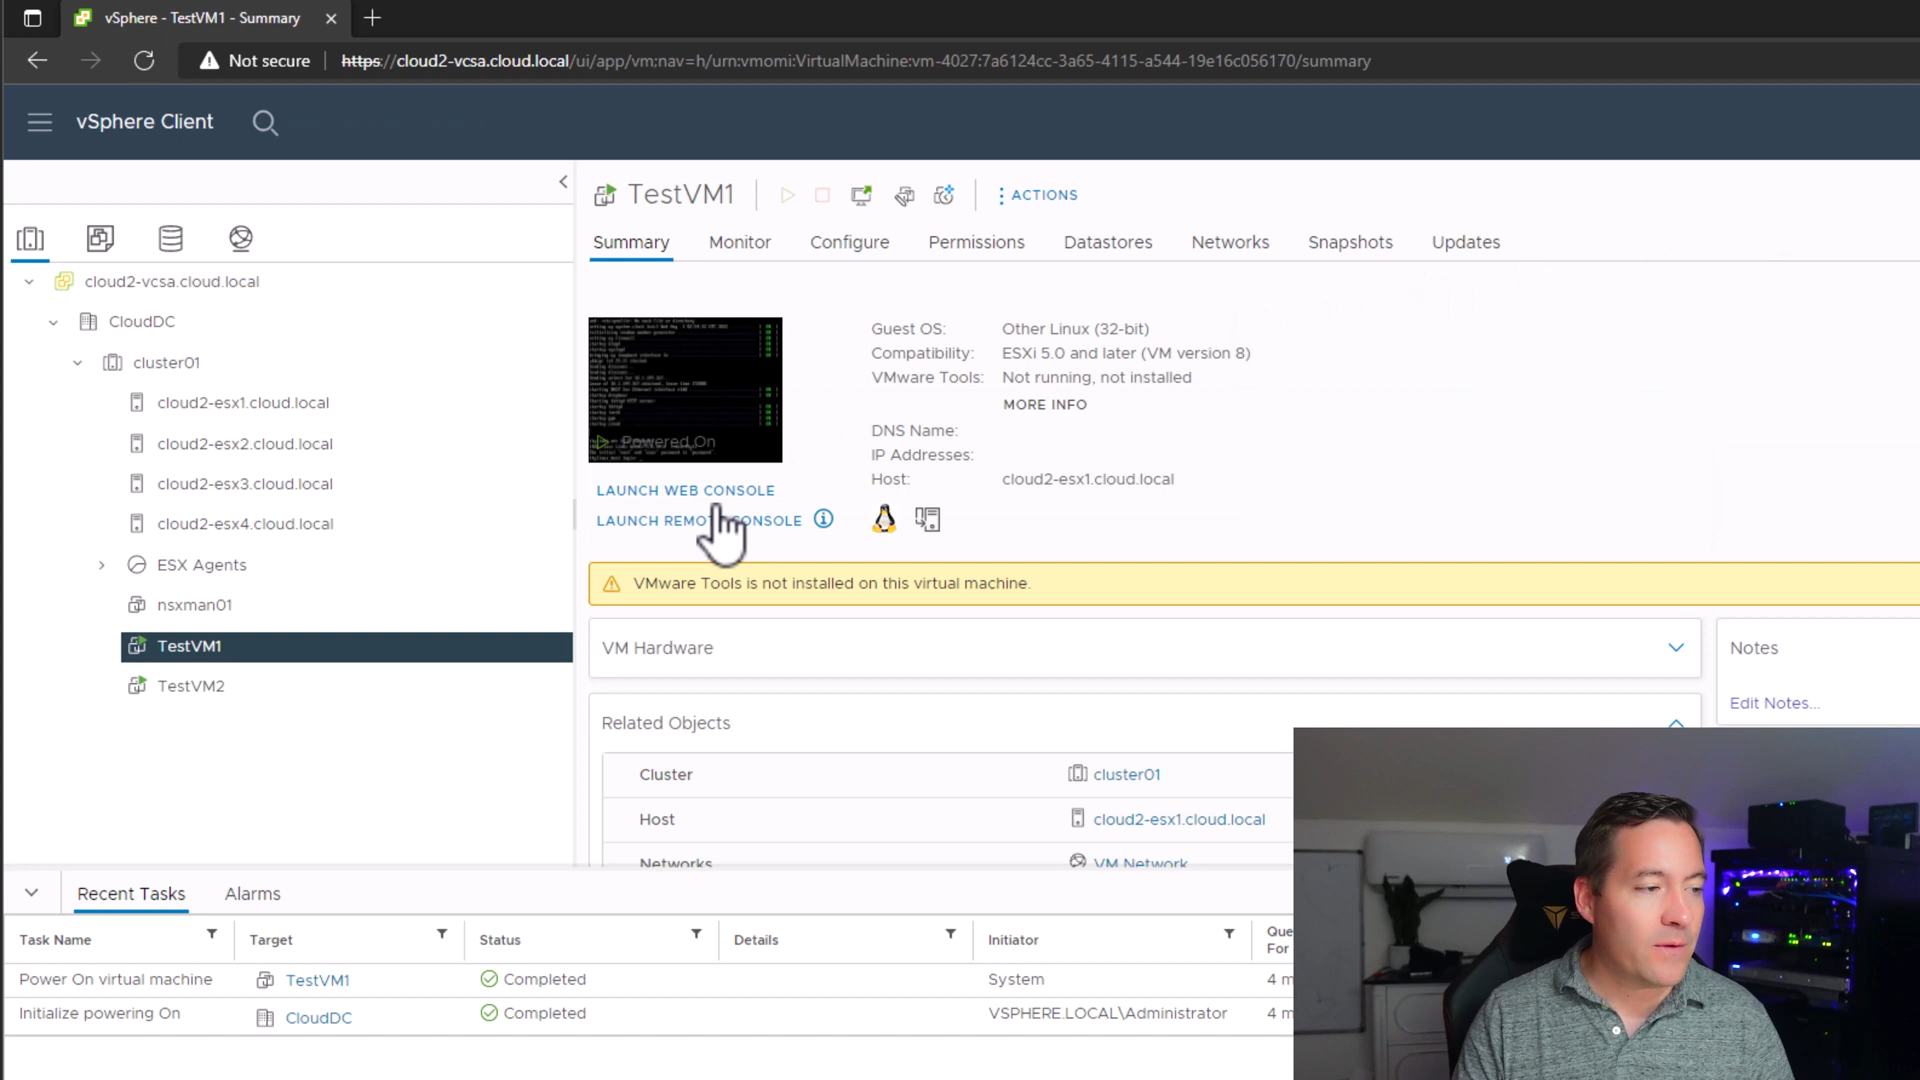 vSphere - TestVM1 - Summary
Not secure
https://cloud2-vcsa.cloud.local/ui/app/vm;nav=h/urn:vmomi:VirtualMachine:vm-4027:7a6124cc-3a65-4115-a544-19e16c056170/summary
vSphere Client
cloud2-vcsa.cloud.local
CloudDC
cluster01
cloud2-esx1.cloud.local
cloud2-esx2.cloud.local
cloud2-esx3.cloud.local
cloud2-esx4.cloud.local
ESX Agents
nsxman01
TestVM1
TestVM2
TestVM1
ACTIONS
Summary Monitor Configure Permissions Datastores Networks Snapshots Updates
Powered On
LAUNCH WEB CONSOLE
LAUNCH REMOTE CONSOLE
Guest OS: Other Linux (32-bit)
Compatibility: ESXi 5.0 and later (VM version 8)
VMware Tools: Not running, not installed
MORE INFO
DNS Name:
IP Addresses:
Host: cloud2-esx1.cloud.local
VMware Tools is not installed on this virtual machine.
VM Hardware
Notes
Edit Notes...
Related Objects
Cluster cluster01
Host cloud2-esx1.cloud.local
Networks VM Network
Recent Tasks Alarms
Task Name Target Status Details Initiator Que
For
Power On virtual machine TestVM1 Completed System 4 m
Initialize powering On CloudDC Completed VSPHERE.LOCAL\Administrator 4 m